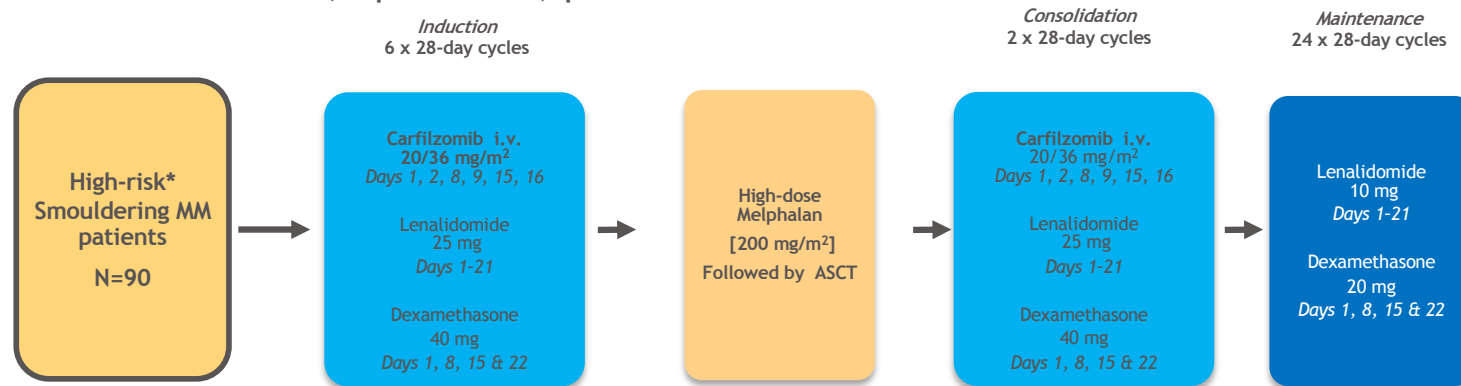 Induction
6 x 28-day cycles
Consolidation
2 x 28-day cycles
Maintenance
24 x 28-day cycles
High-risk*
Smouldering MM
patients
N=90
Carfilzomib i.v.
20/36 mg/m²
Days 1, 2, 8, 9, 15, 16
Lenalidomide
25 mg
Days 1-21
Dexamethasone
40 mg
Days 1, 8, 15 & 22
High-dose
Melphalan
[200 mg/m²]
Followed by ASCT
Carfilzomib i.v.
20/36 mg/m²
Days 1, 2, 8, 9, 15, 16
Lenalidomide
25 mg
Days 1-21
Dexamethasone
40 mg
Days 1, 8, 15 & 22
Lenalidomide
10 mg
Days 1-21
Dexamethasone
20 mg
Days 1, 8, 15 & 22